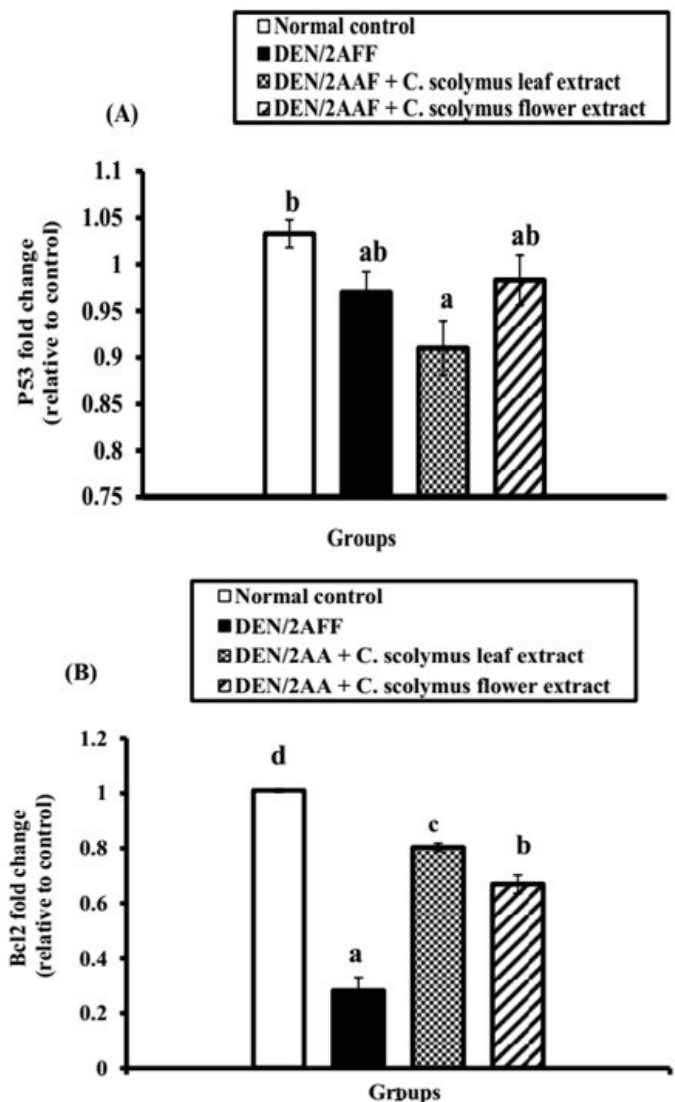 Normal control
DEN/2AFF
DEN/2AAF + C. scolymus leaf extract
DEN/2AAF + C. scolymus flower extract
(A)
P53 fold change
(relative to control)
1.1
1.05
1
0.95
0.9
0.85
0.8
0.75
b
ab
a
ab
Groups
Normal control
DEN/2AFF
DEN/2AA + C. scolymus leaf extract
DEN/2AA + C. scolymus flower extract
(B)
Bcl2 fold change
(relative to control)
1.2
1
0.8
0.6
0.4
0.2
0
d
a
c
b
Groups